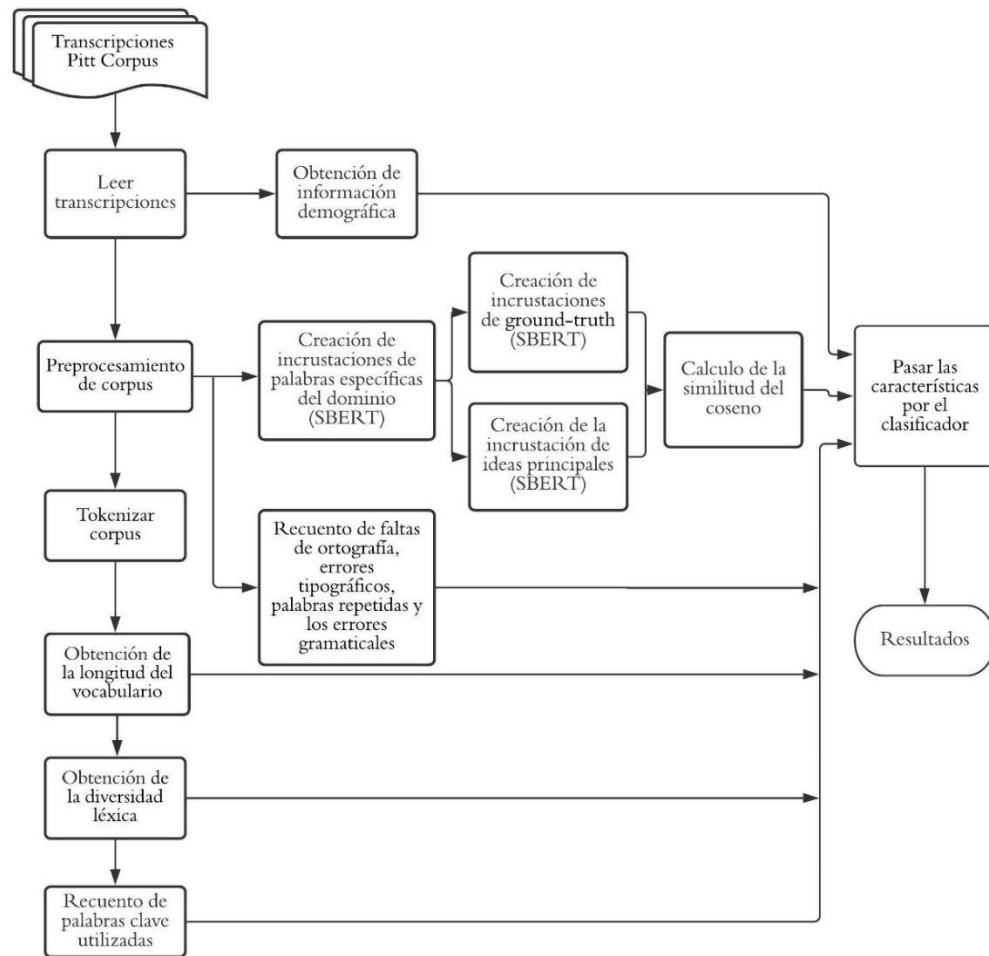 Transcripciones
Pitt Corpus
Leer
transcripciones
Obtención de
información
demográfica
Creación de
incrustaciones
de ground-truth
(SBERT)
Preprocesamiento
de corpus
Creación de
incrustaciones de
palabras específicas
del dominio
(SBERT)
Calculo de la
similitud del
coseno
Pasar las
características
por el
clasificador
Creación de la
incrustación de
ideas principales
(SBERT)
Tokenizar
corpus
Recuento de faltas
de ortografía,
errores
tipográficos,
palabras repetidas y
los errores
gramaticales
Resultados
Obtención de
la longitud del
vocabulario
Obtención de
la diversidad
léxica
Recuento de
palabras clave
utilizadas